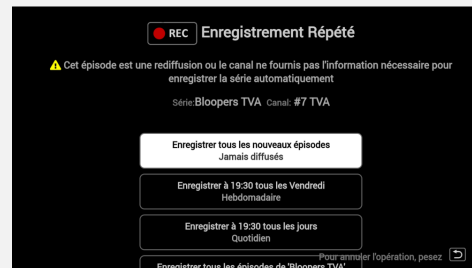 REC Enregistrement Répété
Cet épisode est une rediffusion ou le canal ne fournis pas l'information nécessaire pour
enregistrer la série automatiquement
Série:Bloopers TVA Canal: #7 TVA
Enregistrer tous les nouveaux épisodes
Jamais diffusés
Enregistrer à 19:30 tous les Vendredi
Hebdomadaire
Enregistrer à 19:30 tous les jours
Quotidien
Pour annuler l'opération, pesez
Enregistrer tous les épisodes de 'Bloopers TVA'